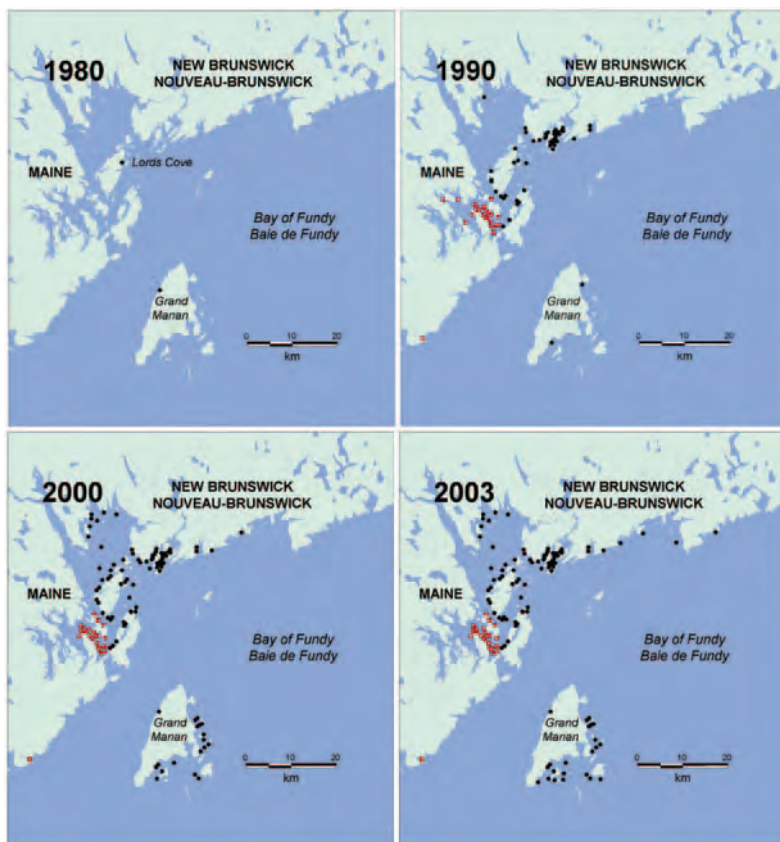 1980
NEW BRUNSWICK
NOUVEAU-BRUNSWICK
MAINE
Lords Cove
Bay of Fundy
Baie de Fundy
Grand
Manan
0 10 20
km
1990
NEW BRUNSWICK
NOUVEAU-BRUNSWICK
MAINE
Bay of Fundy
Baie de Fundy
Grand
Manan
0 10 20
km
2000
NEW BRUNSWICK
NOUVEAU-BRUNSWICK
MAINE
Bay of Fundy
Baie de Fundy
Grand
Manan
0 10 20
km
2003
NEW BRUNSWICK
NOUVEAU-BRUNSWICK
MAINE
Bay of Fundy
Baie de Fundy
Grand
Manan
0 10 20
km